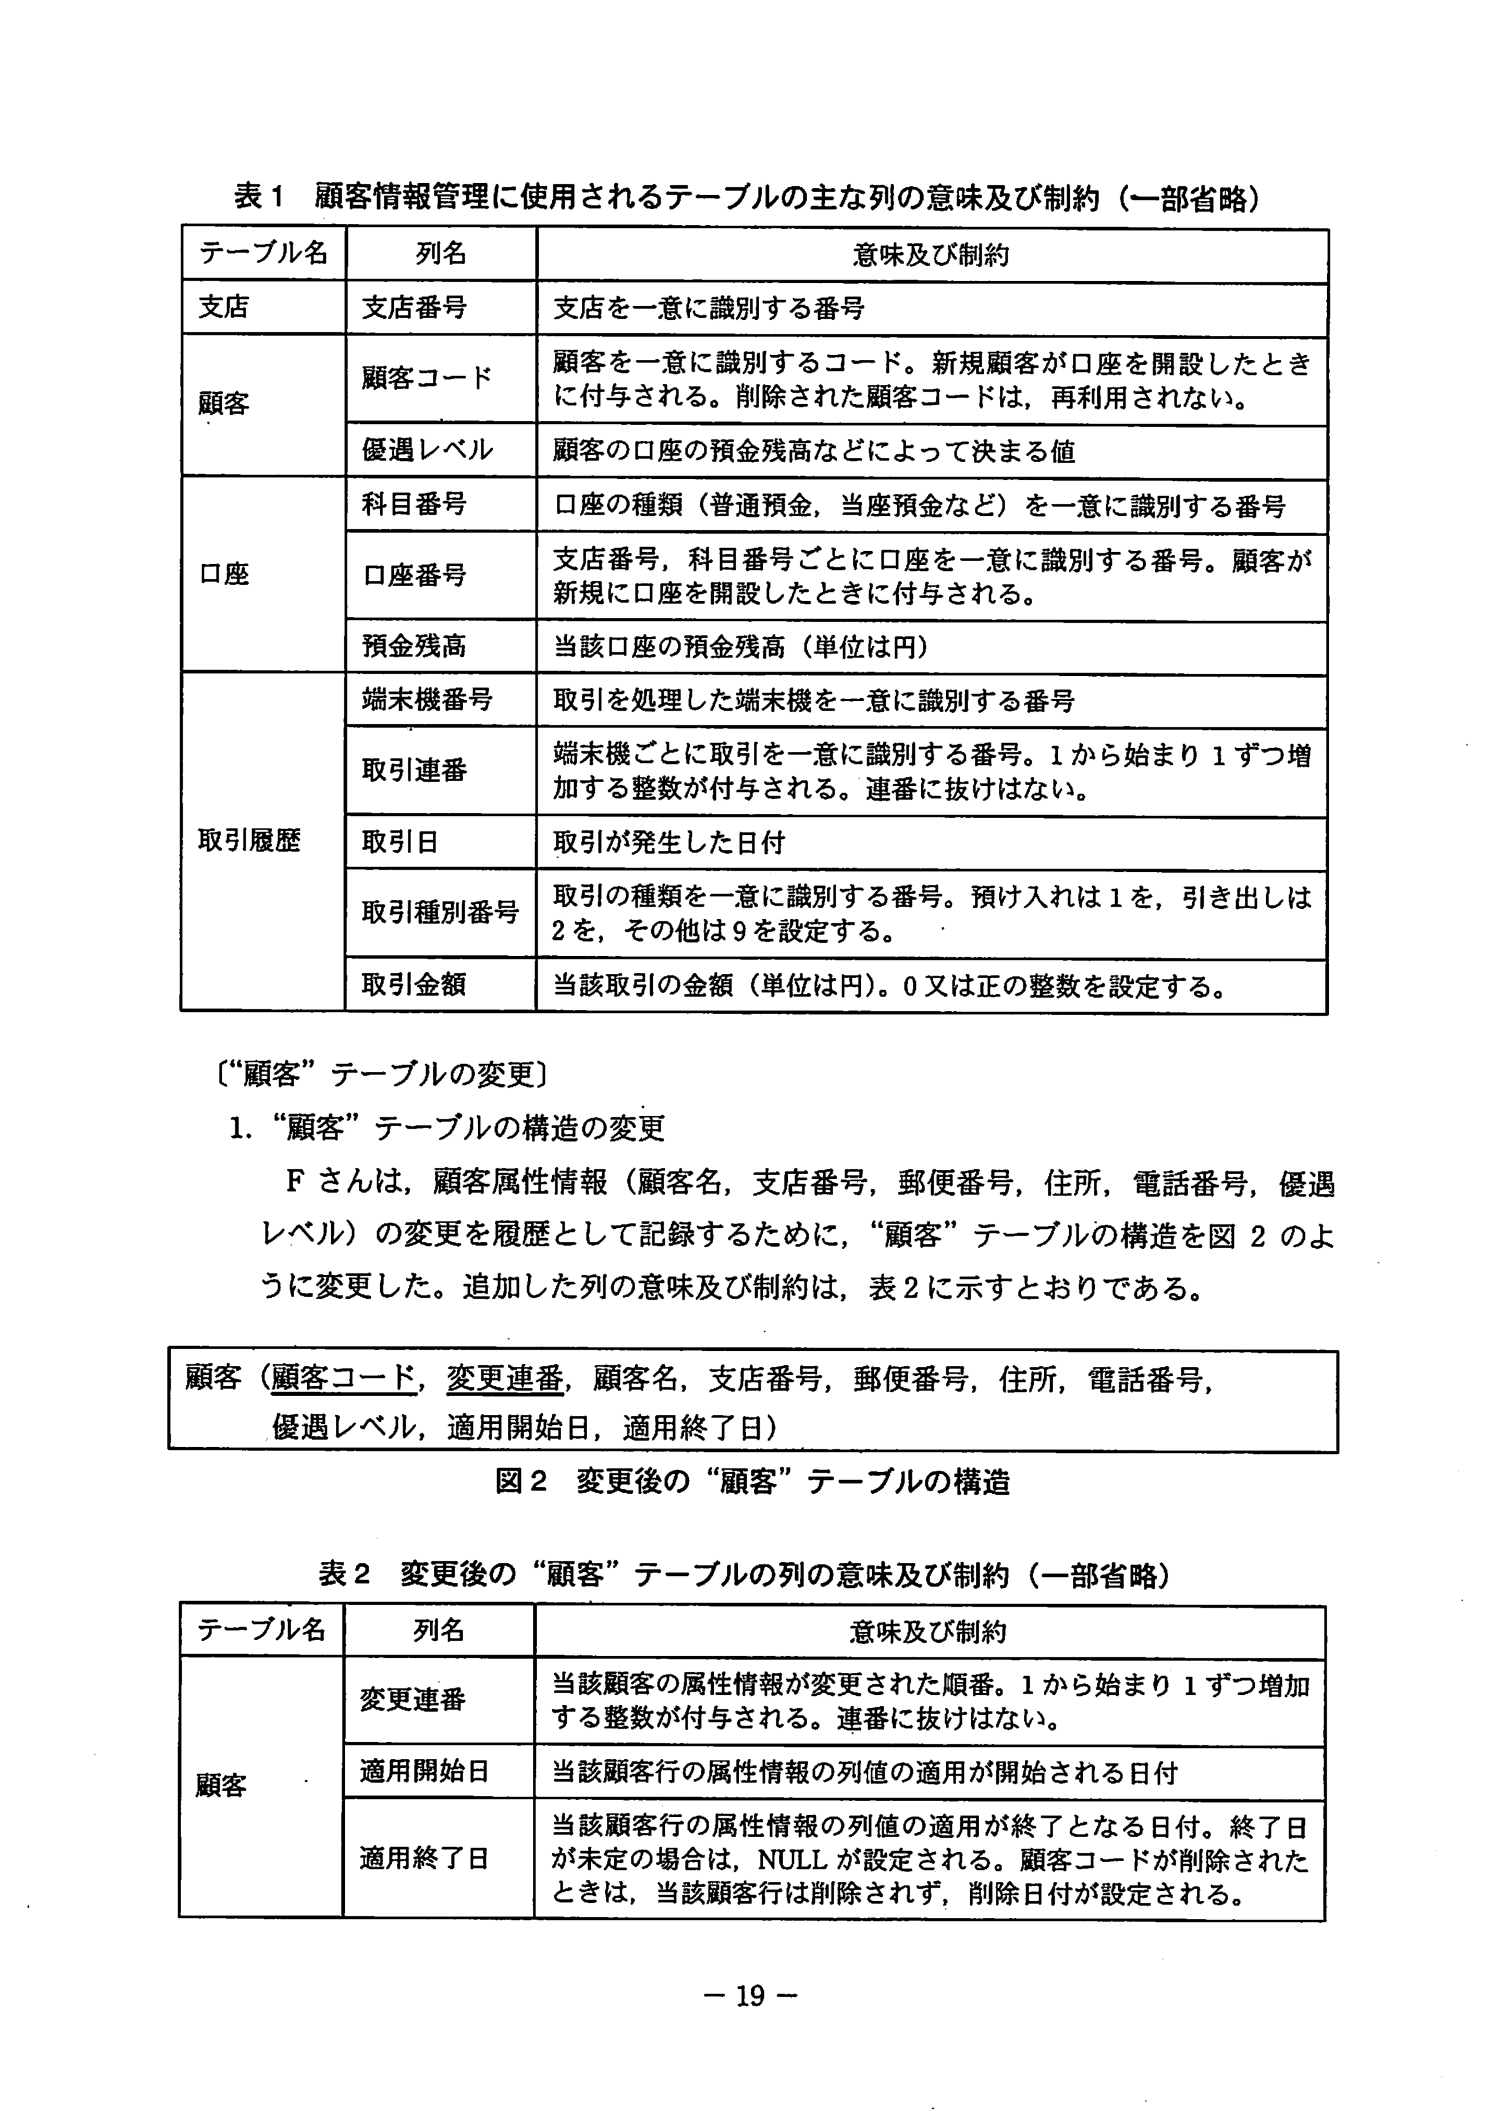 表1 顧客情報管理に使用されるテーブルの主な列の意味及び制約（一部省略）
テーブル名 列名 意味及び制約
支店 支店番号 支店を一意に識別する番号
顧客 顧客コード 顧客を一意に識別するコード。新規顧客が口座を開設したとき
に付与される。削除された顧客コードは，再利用されない。
優遇レベル 顧客の口座の預金残高などによって決まる値
口座 科目番号 口座の種類（普通預金，当座預金など）を一意に識別する番号
口座番号 支店番号，科目番号ごとに口座を一意に識別する番号。顧客が
新規に口座を開設したときに付与される。
預金残高 当該口座の預金残高（単位は円）
取引履歴 端末機番号 取引を処理した端末機を一意に識別する番号
取引連番 端末機ごとに取引を一意に識別する番号。1から始まり1ずつ増
加する整数が付与される。連番に抜けはない。
取引日 取引が発生した日付
取引種別番号 取引の種類を一意に識別する番号。預け入れは1を，引き出しは
2を，その他は9を設定する。
取引金額 当該取引の金額（単位は円）。0又は正の整数を設定する。
〔“顧客”テーブルの変更〕
1. “顧客”テーブルの構造の変更
Fさんは，顧客属性情報（顧客名，支店番号，郵便番号，住所，電話番号，優遇
レベル）の変更を履歴として記録するために，“顧客”テーブルの構造を図2のよ
うに変更した。追加した列の意味及び制約は，表2に示すとおりである。
顧客（顧客コード，変更連番，顧客名，支店番号，郵便番号，住所，電話番号，
優遇レベル，適用開始日，適用終了日）
図2 変更後の“顧客”テーブルの構造
表2 変更後の“顧客”テーブルの列の意味及び制約（一部省略）
テーブル名 列名 意味及び制約
顧客 変更連番 当該顧客の属性情報が変更された順番。1から始まり1ずつ増加
する整数が付与される。連番に抜けはない。
適用開始日 当該顧客行の属性情報の列値の適用が開始される日付
適用終了日 当該顧客行の属性情報の列値の適用が終了となる日付。終了日
が未定の場合は，NULLが設定される。顧客コードが削除された
ときは，当該顧客行は削除されず，削除日付が設定される。
－ 19 －